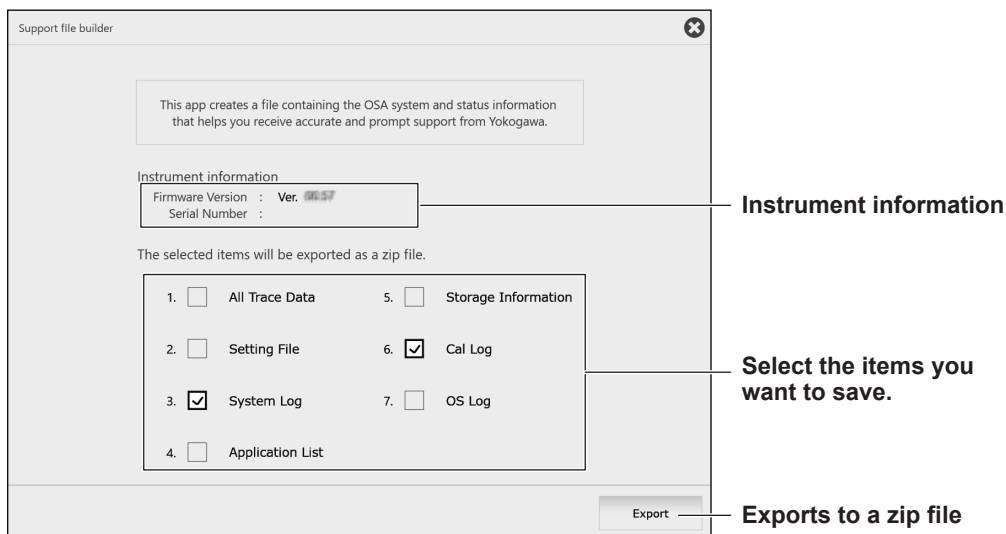 Support file builder
This app creates a file containing the OSA system and status information
that helps you receive accurate and prompt support from Yokogawa.
Instrument information
Firmware Version : Ver.
Serial Number :
Instrument information
The selected items will be exported as a zip file.
1. All Trace Data
5. Storage Information
2. Setting File
6. Cal Log
3. System Log
7. OS Log
4. Application List
Select the items you
want to save.
Export
Exports to a zip file